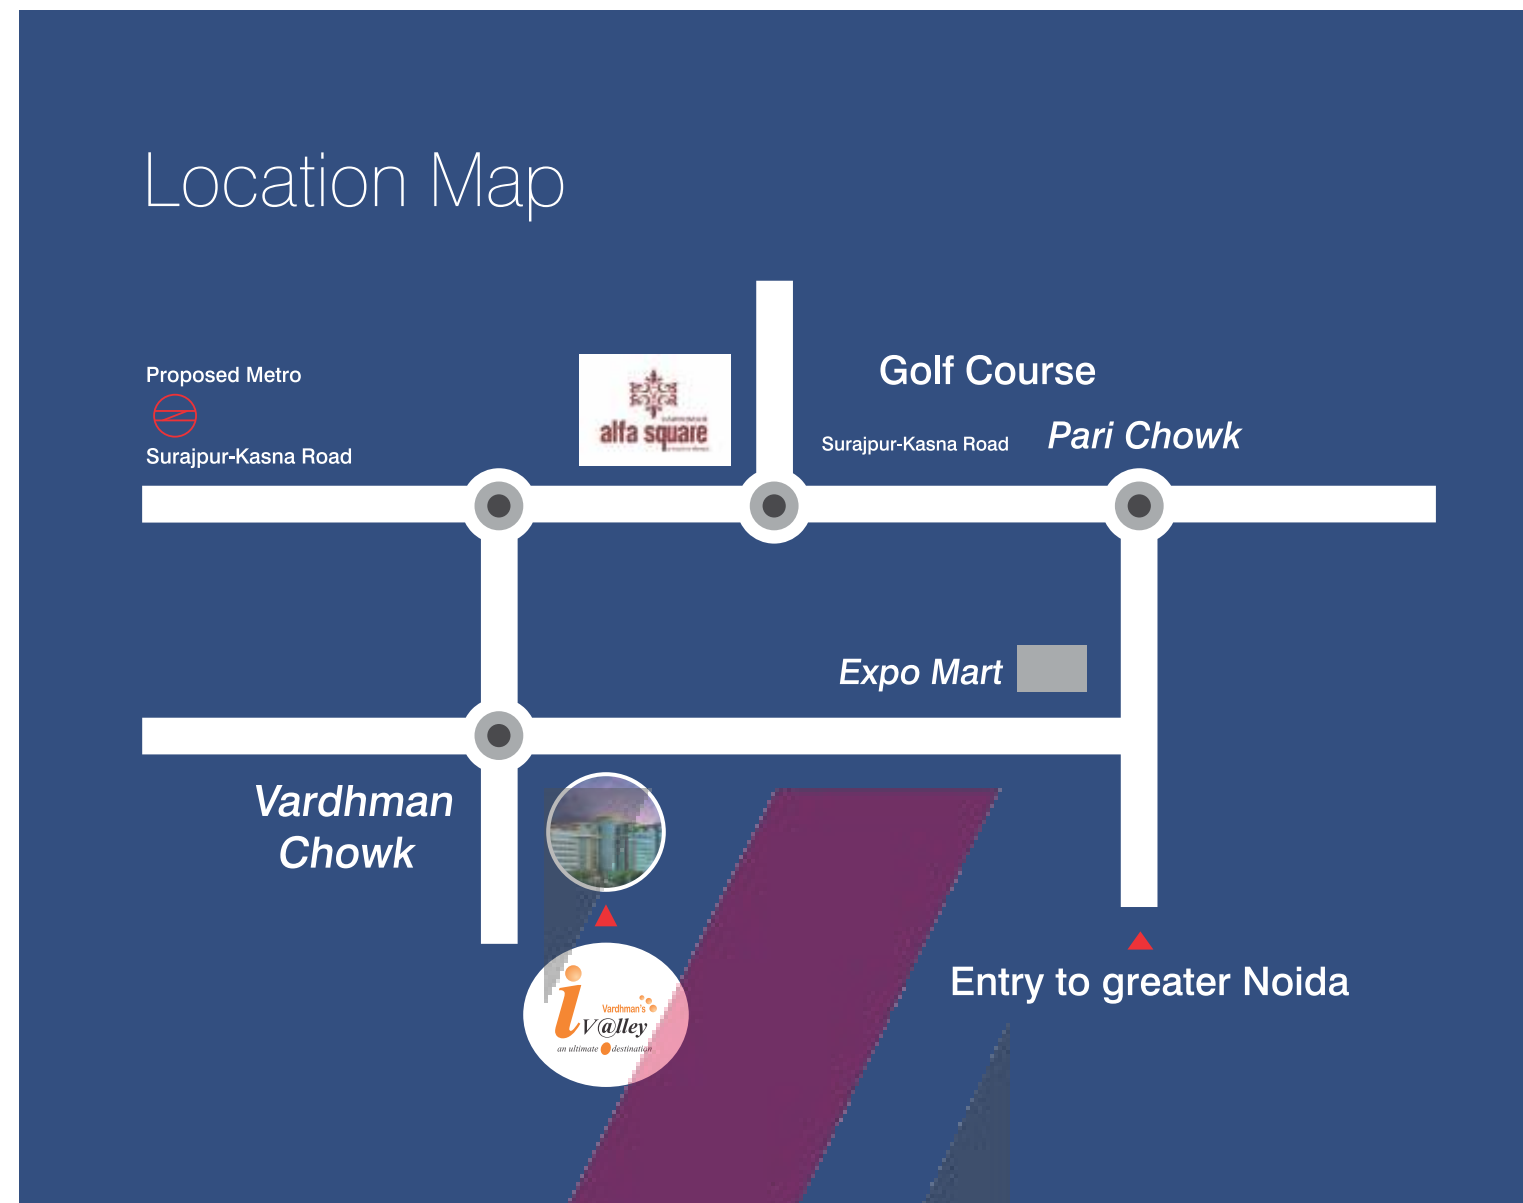 Location Map
Proposed Metro
Surajpur-Kasna Road
alfa square
Golf Course
Surajpur-Kasna Road
Pari Chowk
Expo Mart
Vardhman
Chowk
Vardhman's
i V@lley
an ultimate destination
Entry to greater Noida